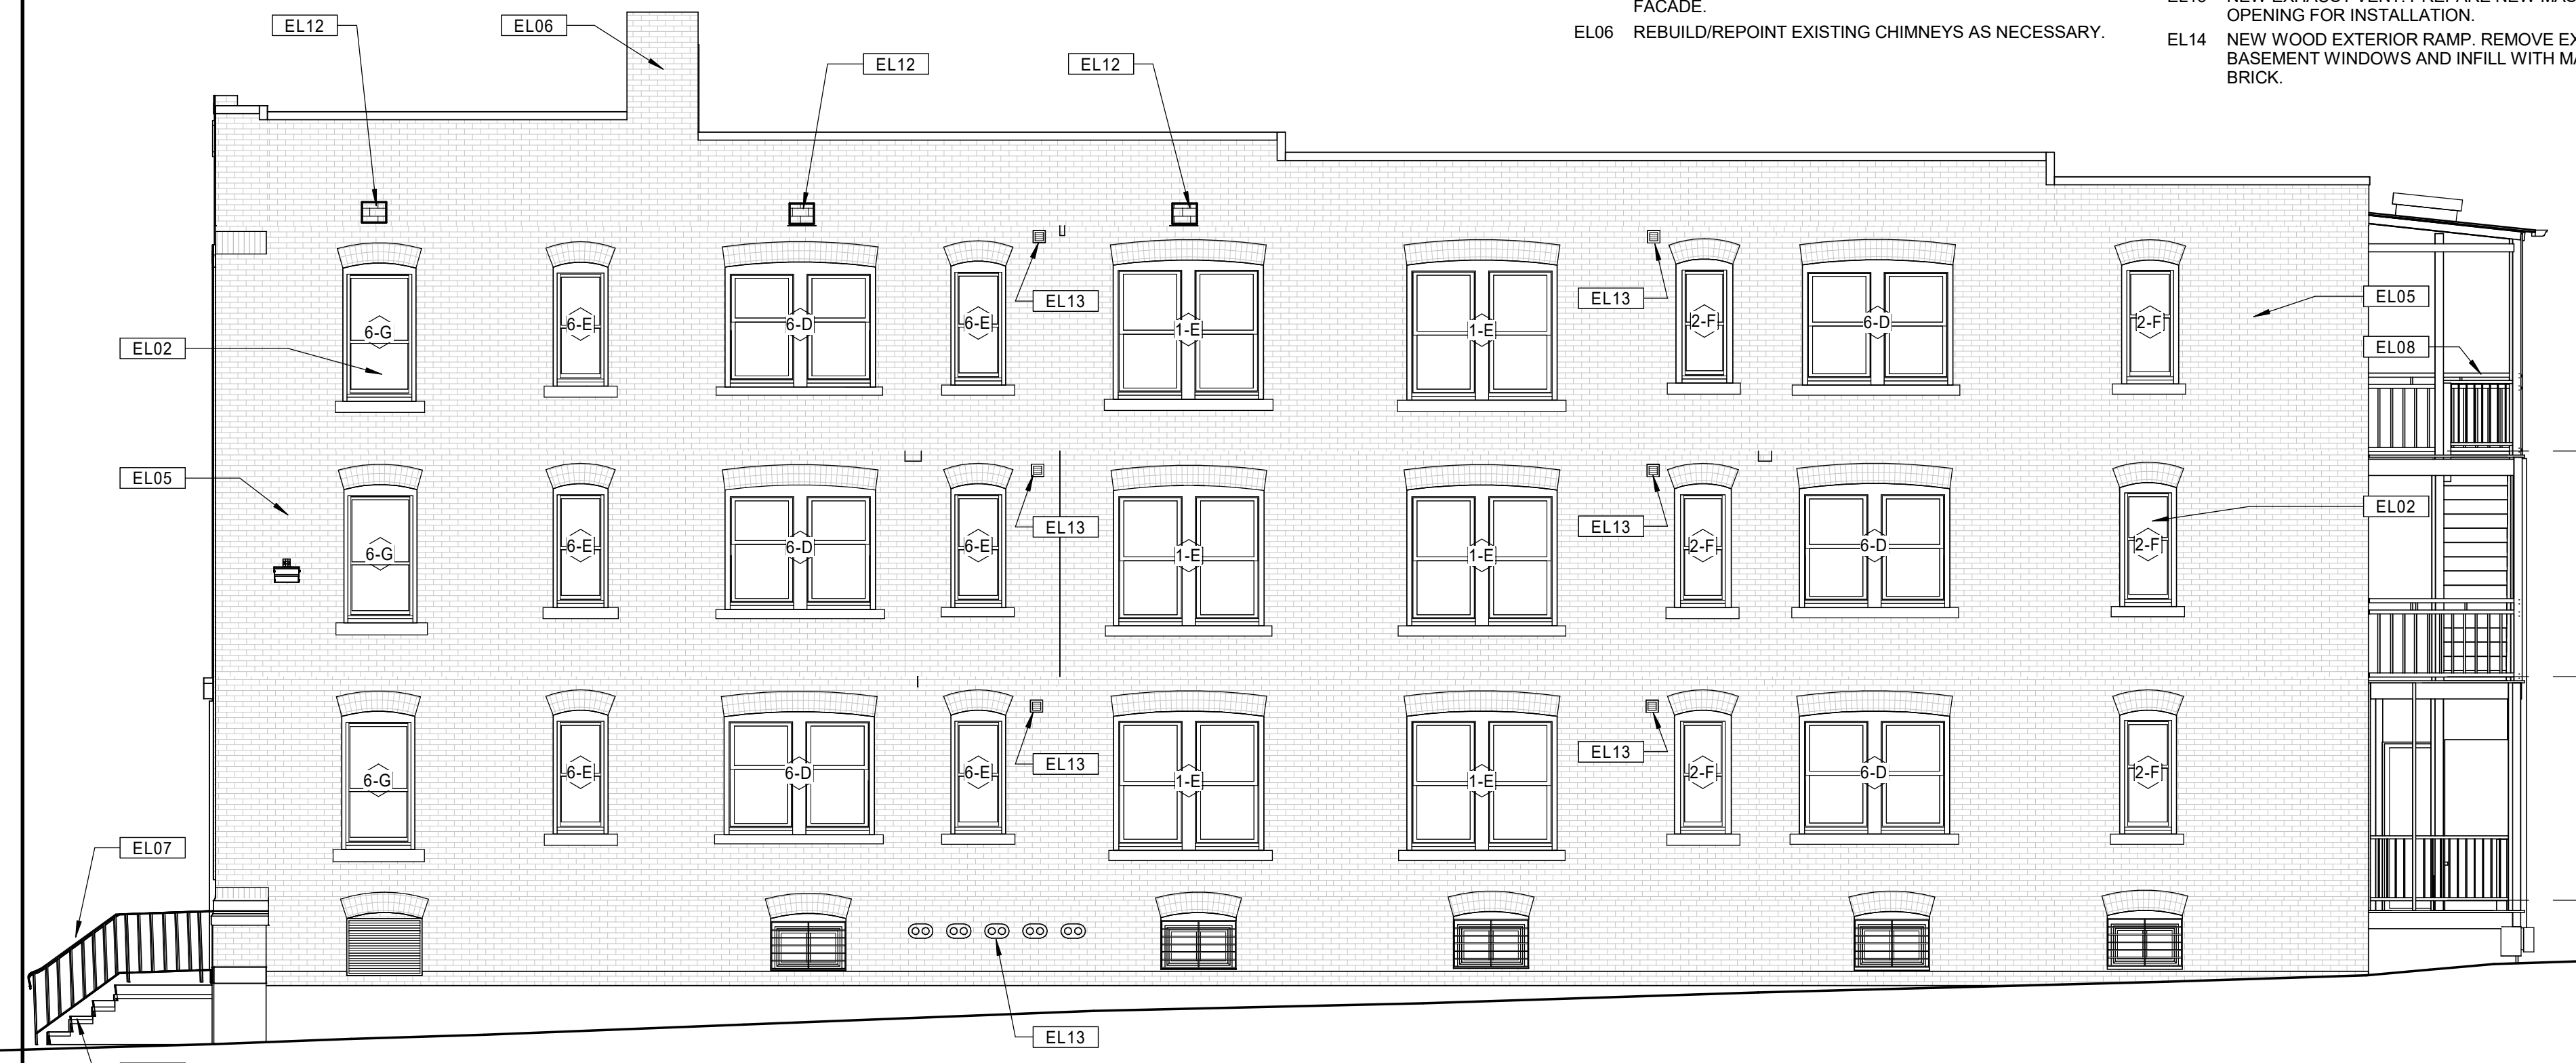 FACADE.
EL06 REBUILD/REPOINT EXISTING CHIMNEYS AS NECESSARY.
OPENING FOR INSTALLATION.
EL14 NEW WOOD EXTERIOR RAMP. REMOVE
BASEMENT WINDOWS AND INFILL WITH
BRICK.
EL12
EL06
EL12
EL12
EL13
EL13
EL05
6-G
6-E
6-D
6-E
1-E
1-E
2-F
6-D
2-F
EL02
EL08
EL05
EL13
EL13
EL02
6-G
6-E
6-D
6-E
1-E
1-E
2-F
6-D
2-F
EL13
EL13
6-G
6-E
6-D
6-E
1-E
1-E
2-F
6-D
2-F
EL07
EL13